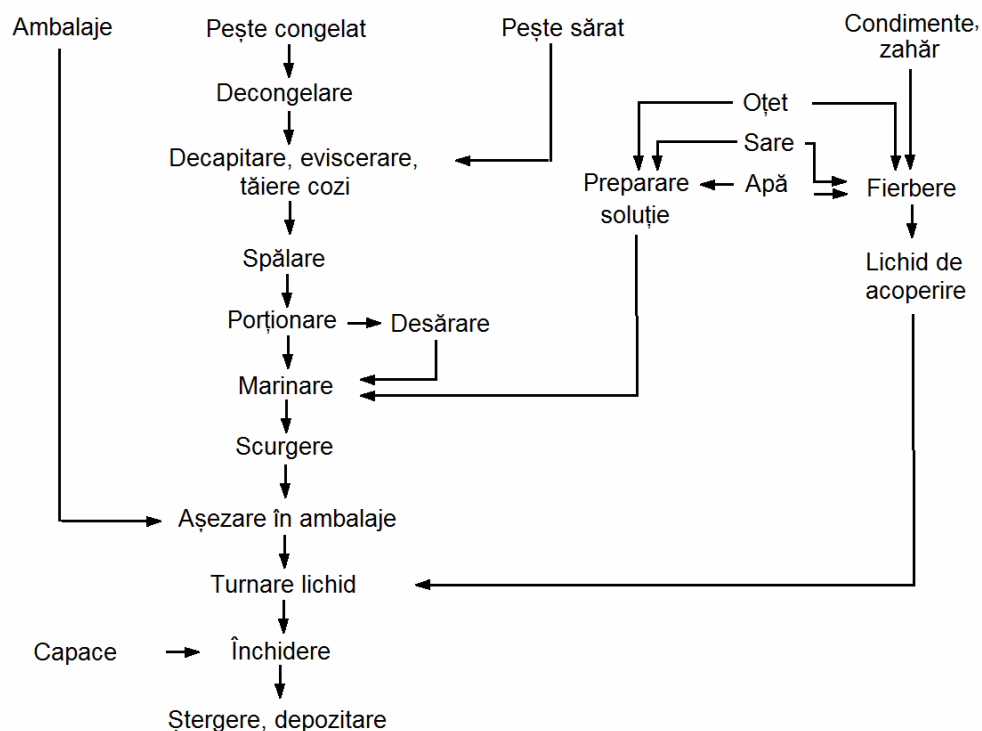 Ambalaje
Pește congelat
Pește sărat
Condimente,
zahăr
Decongelare
Oțet
Sare
Decapitare, eviscerare,
tăiere cozi
Preparare
soluție
Apă
Fierbere
Spălare
Lichid de
acoperire
Porționare
Desărare
Marinare
Scurgere
Așezare în ambalaje
Turnare lichid
Capace
Închidere
Ștergere, depozitare